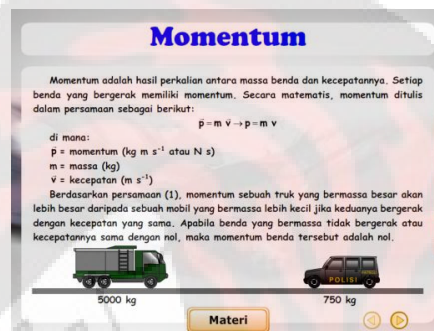 Momentum
Momentum adalah hasil perkalian antara massa benda dan kecepatannya. Setiap
benda yang bergerak memiliki momentum. Secara matematis, momentum ditulis
dalam persamaan sebagai berikut:
p⃗ = m v⃗ → p = m v
di mana:
p⃗ = momentum (kg m s⁻¹ atau N s)
m = massa (kg)
v⃗ = kecepatan (m s⁻¹)
Berdasarkan persamaan (1), momentum sebuah truk yang bermassa besar akan
lebih besar daripada sebuah mobil yang bermassa lebih kecil jika keduanya bergerak
dengan kecepatan yang sama. Apabila benda yang bermassa tidak bergerak atau
kecepatannya sama dengan nol, maka momentum benda tersebut adalah nol.
POLISI
5000 kg
750 kg
Materi